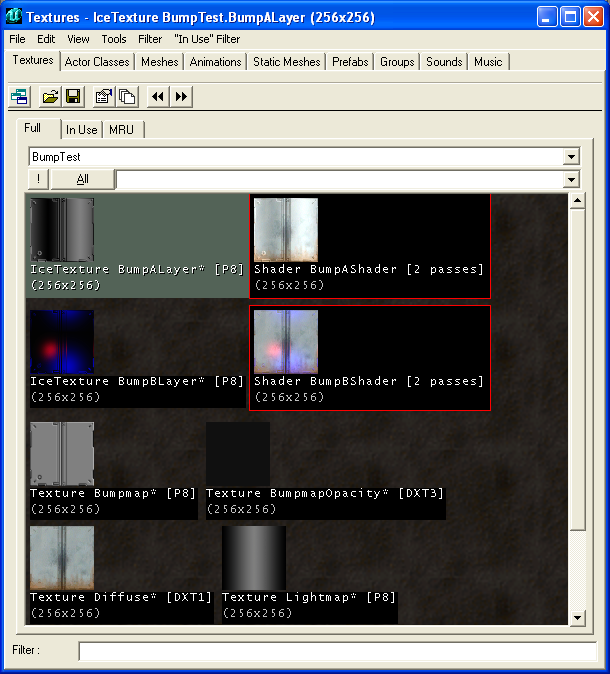 Textures - IceTexture BumpTest.BumpALayer (256x256)
File Edit View Tools Filter "In Use" Filter
Textures Actor Classes Meshes Animations Static Meshes Prefabs Groups Sounds Music
Full In Use MRU
BumpTest
! All
IceTexture BumpALayer* [P8] Shader BumpAShader [2 passes]
(256x256) (256x256)
IceTexture BumpBLayer* [P8] Shader BumpBShader [2 passes]
(256x256) (256x256)
Texture Bumpmap* [P8] Texture BumpmapOpacity* [DXT3]
(256x256) (256x256)
Texture Diffuse* [DXT1] Texture Lightmap* [P8]
(256x256) (256x256)
Filter :